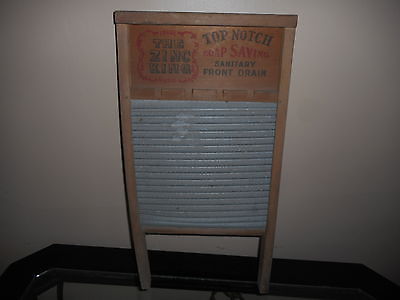 THE
ZINC
KING
TOP NOTCH
SOAP SAVING
SANITARY
FRONT DRAIN